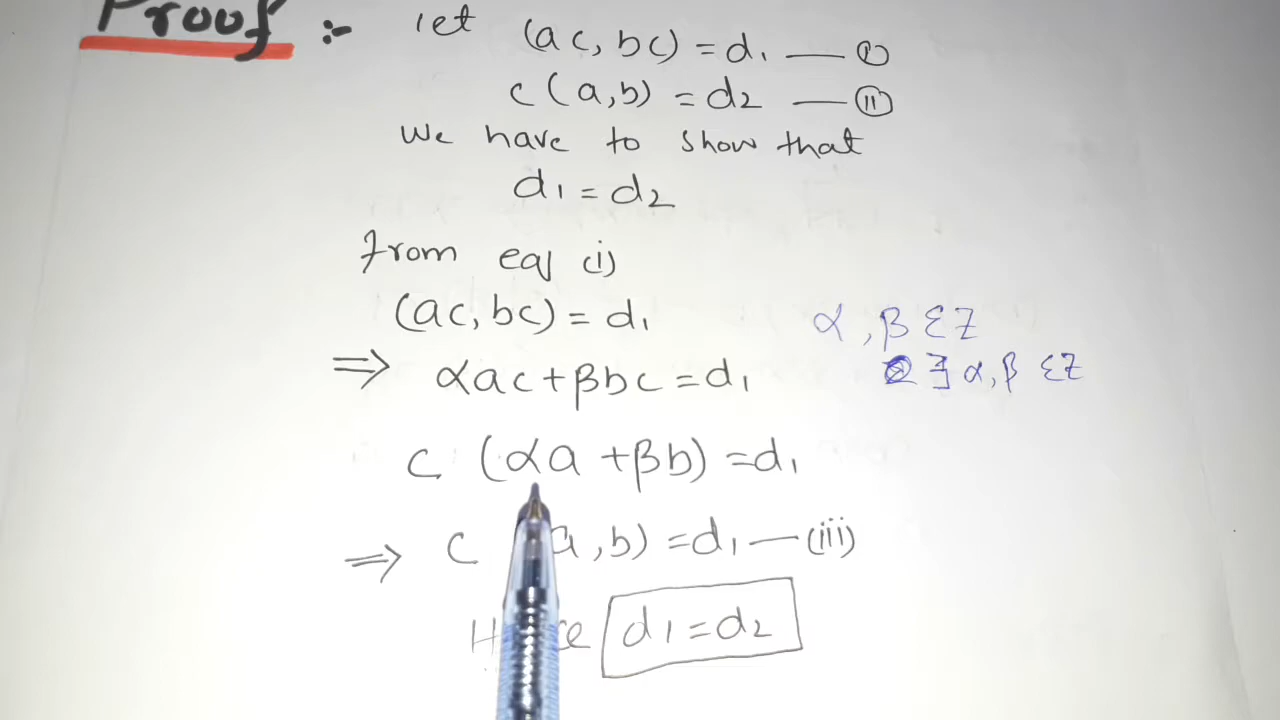 Proof :- let (ac, bc) = d₁ — (i)
c (a, b) = d₂ — (ii)
We have to show that
d₁ = d₂
From eq (i)
(ac, bc) = d₁
α, β ∈ Z
⇒ αac + βbc = d₁
∃ α, β ∈ Z
c (αa + βb) = d₁
⇒ c a, b) = d₁ — (iii)
d₁ = d₂